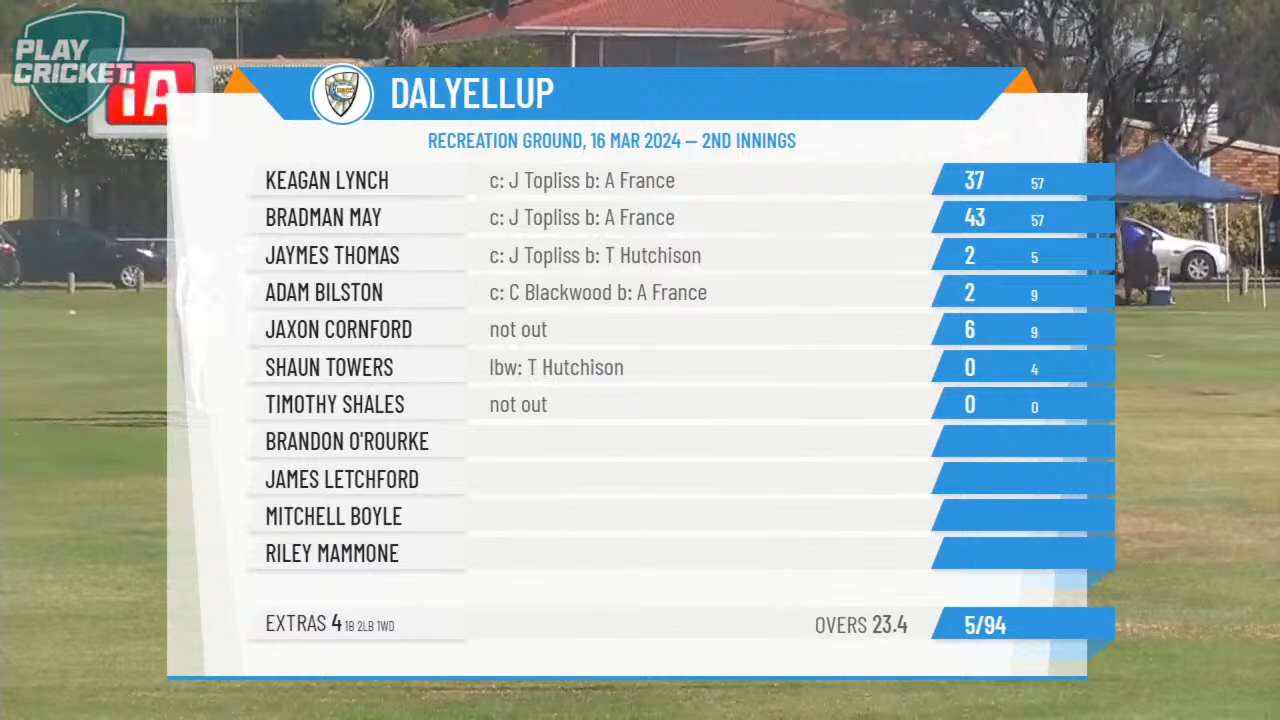 PLAY
CRICKET
iA
DALYELLUP
RECREATION GROUND, 16 MAR 2024 – 2ND INNINGS
KEAGAN LYNCH c: J Topliss b: A France 37 57
BRADMAN MAY c: J Topliss b: A France 43 57
JAYMES THOMAS c: J Topliss b: T Hutchison 2 5
ADAM BILSTON c: C Blackwood b: A France 2 9
JAXON CORNFORD not out 6 9
SHAUN TOWERS lbw: T Hutchison 0 4
TIMOTHY SHALES not out 0 0
BRANDON O'ROURKE
JAMES LETCHFORD
MITCHELL BOYLE
RILEY MAMMONE
EXTRAS 4 1B 2LB 1WD OVERS 23.4 5/94